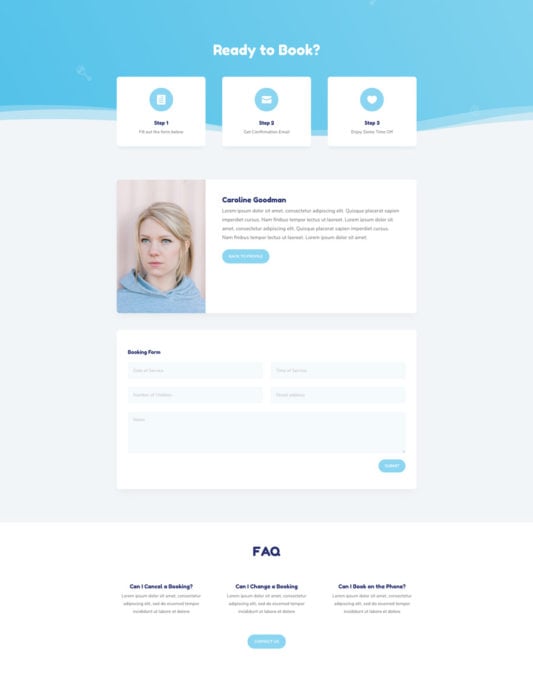 Ready to Book?
Step 1
Fill out the form below
Step 2
Get Confirmation Email
Step 3
Enjoy Some Time Off
Caroline Goodman
Lorem ipsum dolor sit amet, consectetur adipiscing elit. Quisque placerat sapien
imperdiet cursus. Nam finibus tempor ut laoreet. Lorem ipsum dolor sit
amet, consectetur adipiscing elit. Quisque placerat sapien imperdiet cursus.
Nam finibus tempor lectus ut laoreet. Lorem ipsum dolor sit amet
BACK TO PROFILE
Booking Form
Date of Service
Time of Service
Number of Children
Street address
Notes
SUBMIT
FAQ
Can I Cancel a Booking?
Lorem ipsum dolor sit amet, consectetur
adipiscing elit, sed do eiusmod tempor
incididunt ut labore et dolore
Can I Change a Booking
Lorem ipsum dolor sit amet, consectetur
adipiscing elit, sed do eiusmod tempor
incididunt ut labore et dolore
Can I Book on the Phone?
Lorem ipsum dolor sit amet, consectetur
adipiscing elit, sed do eiusmod tempor
incididunt ut labore et dolore
CONTACT US